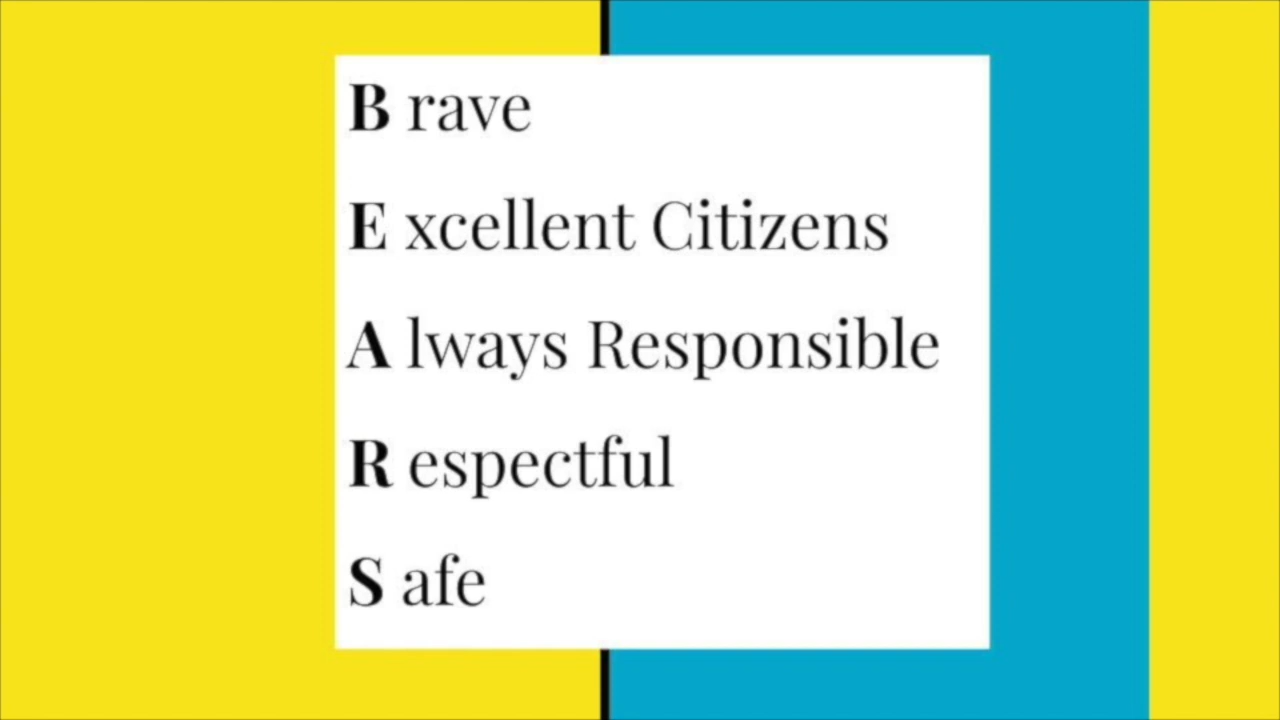 B rave
E xcellent Citizens
A lways Responsible
R espectful
S afe